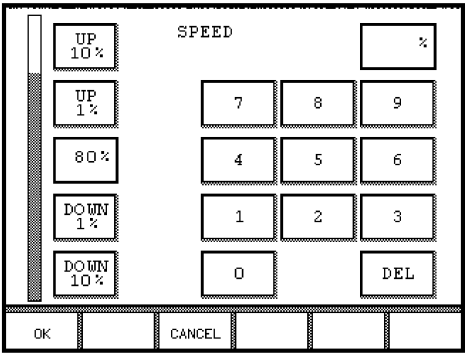 SPEED
%
UP
10%
UP
1%
80%
DOWN
1%
DOWN
10%
7 8 9
4 5 6
1 2 3
0 DEL
OK CANCEL